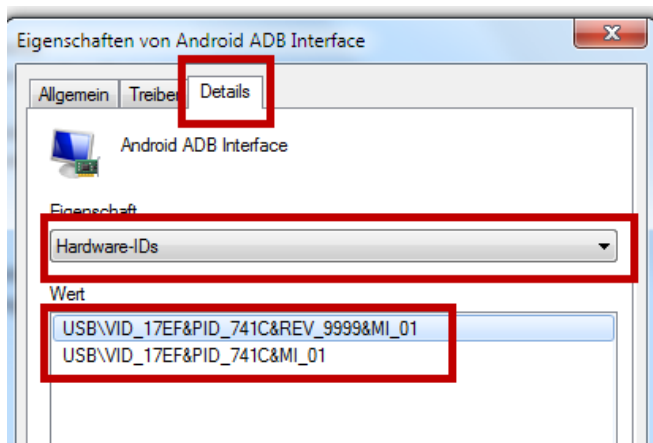 Eigenschaften von Android ADB Interface
Allgemein Treiber Details
Android ADB Interface
Eigenschaft
Hardware-IDs
Wert
USB\VID_17EF&PID_741C&REV_9999&MI_01
USB\VID_17EF&PID_741C&MI_01